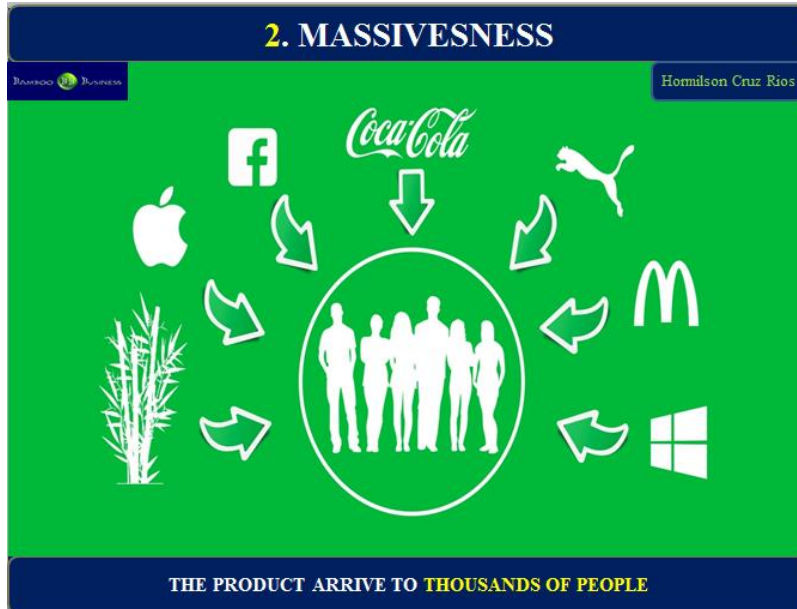 2. MASSIVESNESS
BAMBOO BUSINESS
Hormilson Cruz Rios
Coca-Cola
THE PRODUCT ARRIVE TO THOUSANDS OF PEOPLE